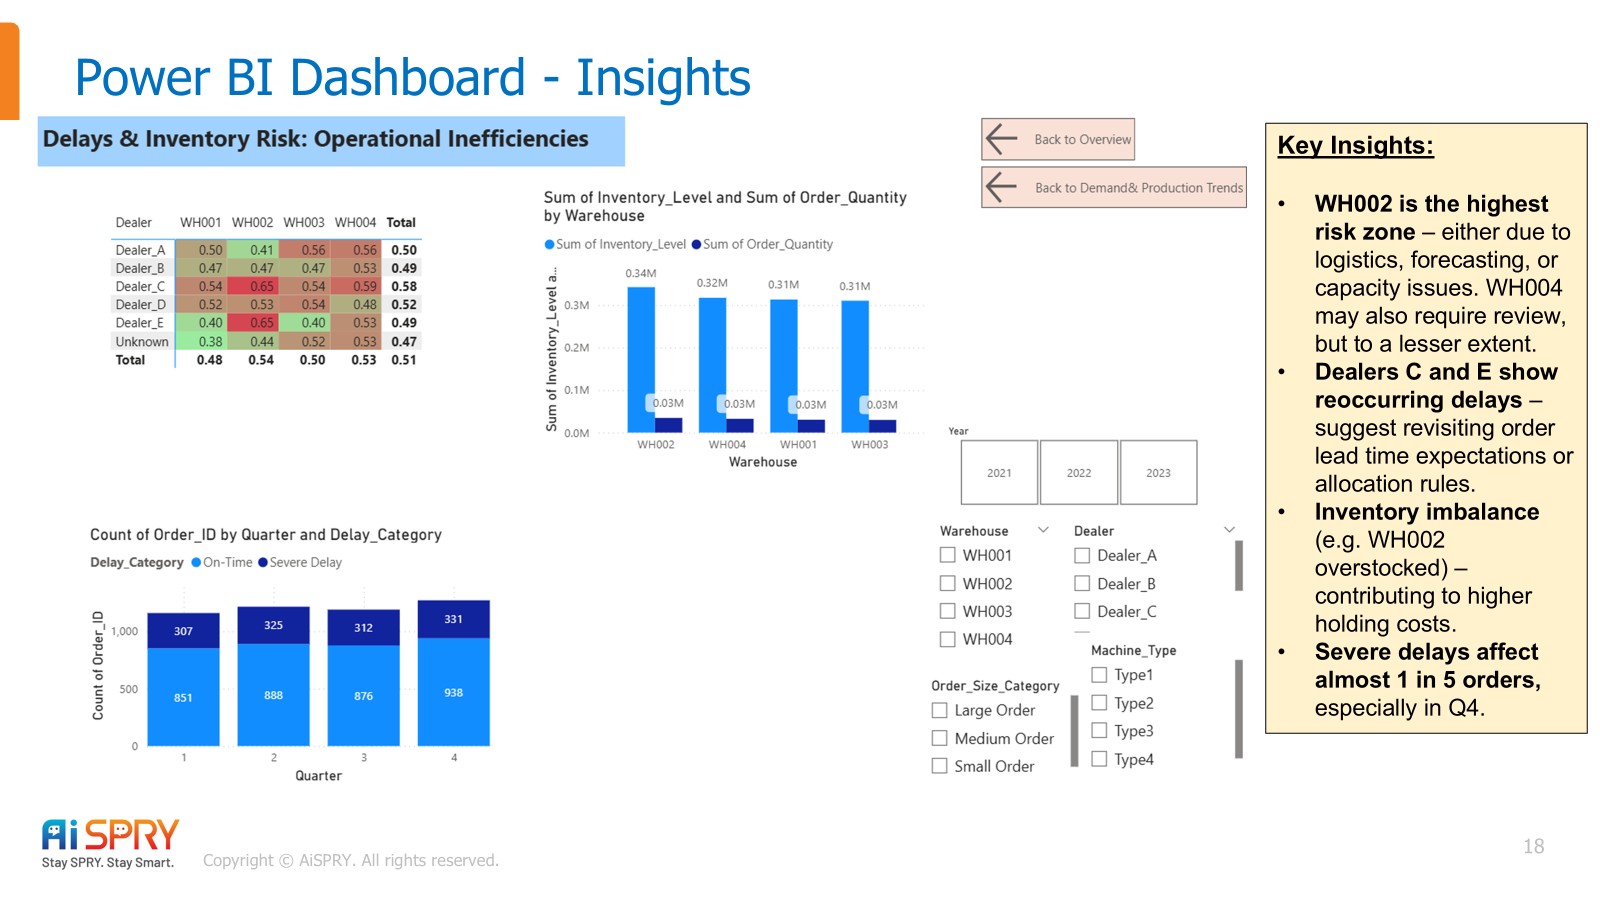 Power BI Dashboard - Insights
Delays & Inventory Risk: Operational Inefficiencies
Back to Overview
Back to Demand& Production Trends
Dealer WH001 WH002 WH003 WH004 Total
Dealer_A 0.50 0.41 0.56 0.56 0.50
Dealer_B 0.47 0.47 0.47 0.53 0.49
Dealer_C 0.54 0.65 0.54 0.59 0.58
Dealer_D 0.52 0.53 0.54 0.48 0.52
Dealer_E 0.40 0.65 0.40 0.53 0.49
Unknown 0.38 0.44 0.52 0.53 0.47
Total 0.48 0.54 0.50 0.53 0.51
Sum of Inventory_Level and Sum of Order_Quantity
by Warehouse
Sum of Inventory_Level Sum of Order_Quantity
Sum of Inventory_Level a...
0.3M
0.2M
0.1M
0.0M
0.34M
0.32M
0.31M
0.31M
0.03M
0.03M
0.03M
0.03M
WH002 WH004 WH001 WH003
Warehouse
Count of Order_ID by Quarter and Delay_Category
Delay_Category On-Time Severe Delay
Count of Order_ID
1,000
500
0
307 325 312 331
851 888 876 938
1 2 3 4
Quarter
Year
2021 2022 2023
Warehouse
WH001
WH002
WH003
WH004
Dealer
Dealer_A
Dealer_B
Dealer_C
Order_Size_Category
Large Order
Medium Order
Small Order
Machine_Type
Type1
Type2
Type3
Type4
Key Insights:
• WH002 is the highest
risk zone – either due to
logistics, forecasting, or
capacity issues. WH004
may also require review,
but to a lesser extent.
• Dealers C and E show
reoccurring delays –
suggest revisiting order
lead time expectations or
allocation rules.
• Inventory imbalance
(e.g. WH002
overstocked) –
contributing to higher
holding costs.
• Severe delays affect
almost 1 in 5 orders,
especially in Q4.
AiSPRY
Stay SPRY. Stay Smart.
Copyright © AiSPRY. All rights reserved.
18